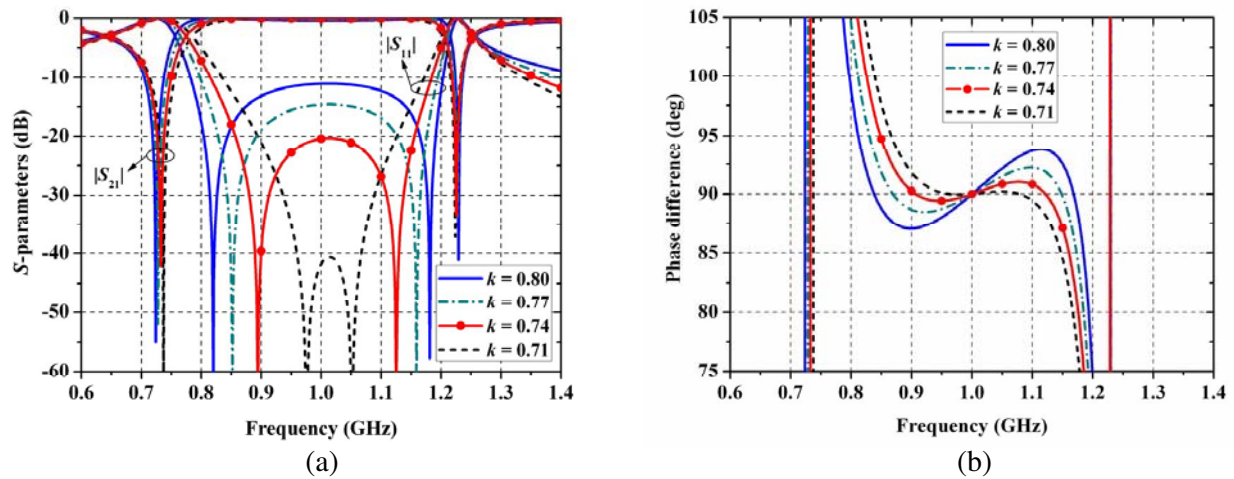 0
-10
-20
-30
-40
-50
-60
S-parameters (dB)
|S11|
|S21|
k = 0.80
k = 0.77
k = 0.74
k = 0.71
0.6 0.7 0.8 0.9 1.0 1.1 1.2 1.3 1.4
Frequency (GHz)
(a)
105
100
95
90
85
80
75
Phase difference (deg)
k = 0.80
k = 0.77
k = 0.74
k = 0.71
0.6 0.7 0.8 0.9 1.0 1.1 1.2 1.3 1.4
Frequency (GHz)
(b)